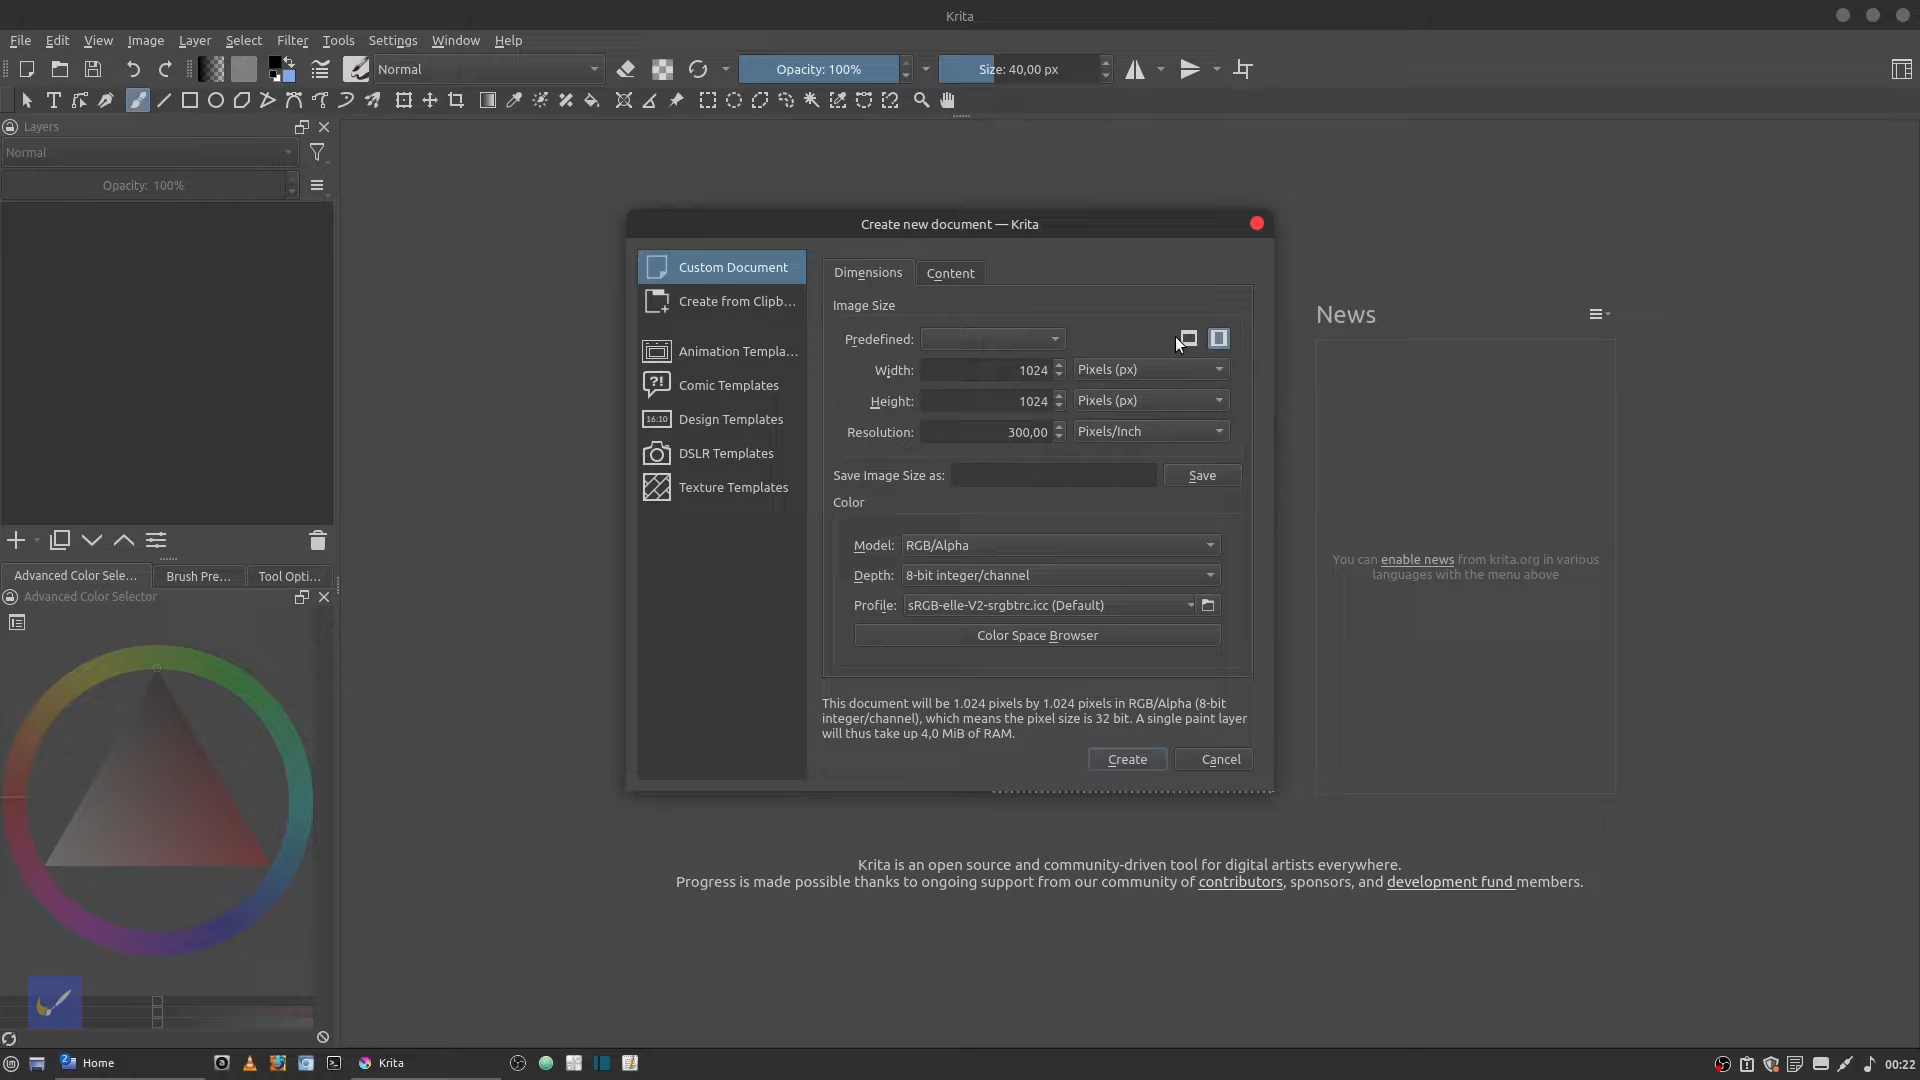 Krita
File Edit View Image Layer Select Filter Tools Settings Window Help
Normal
Opacity: 100%
Size: 40,00 px
Layers
Normal
Opacity: 100%
Advanced Color Sele...
Brush Pre...
Tool Opti...
Advanced Color Selector
Create new document — Krita
Custom Document
Create from Clipb...
Animation Templa...
?!
Comic Templates
16:10
Design Templates
DSLR Templates
Texture Templates
Dimensions
Content
Image Size
Predefined:
Width: 1024 Pixels (px)
Height: 1024 Pixels (px)
Resolution: 300,00 Pixels/Inch
Save Image Size as: Save
Color
Model: RGB/Alpha
Depth: 8-bit integer/channel
Profile: sRGB-elle-V2-srgbtrc.icc (Default)
Color Space Browser
This document will be 1.024 pixels by 1.024 pixels in RGB/Alpha (8-bit
integer/channel), which means the pixel size is 32 bit. A single paint layer
will thus take up 4,0 MiB of RAM.
Create
Cancel
News
You can enable news from krita.org in various
languages with the menu above
Krita is an open source and community-driven tool for digital artists everywhere.
Progress is made possible thanks to ongoing support from our community of contributors, sponsors, and development fund members.
2
Home
Krita
00:22